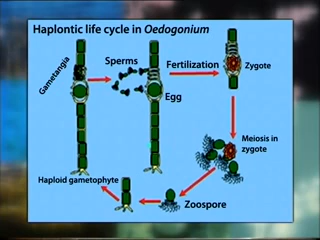 Haplontic life cycle in Oedogonium
Gametangia
Sperms
Fertilization
Zygote
Egg
Meiosis in
zygote
Haploid gametophyte
Zoospore